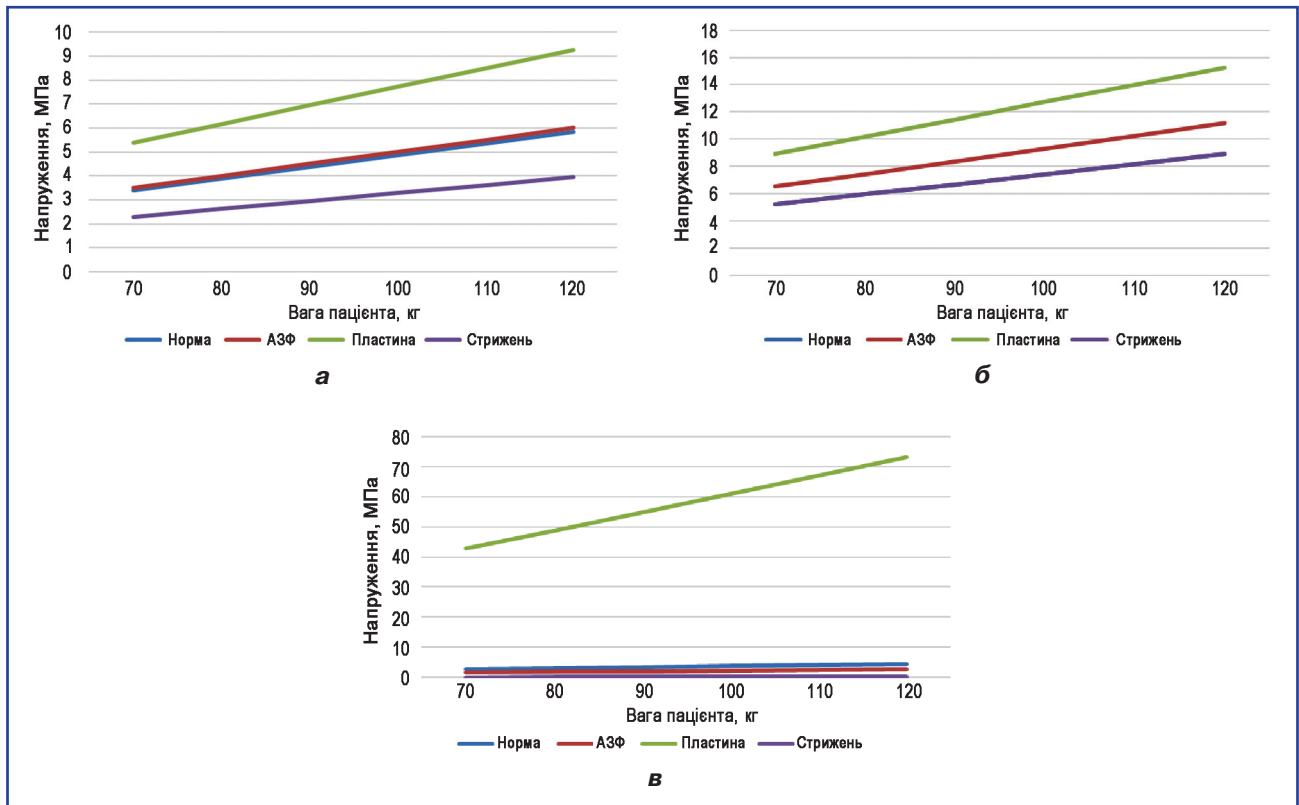 10
9
8
7
6
5
4
3
2
1
0
Напруження, МПа
70 80 90 100 110 120
Вага пацієнта, кг
Норма АЗФ Пластина Стрижень
а
18
16
14
12
10
8
6
4
2
0
Напруження, МПа
70 80 90 100 110 120
Вага пацієнта, кг
Норма АЗФ Пластина Стрижень
б
80
70
60
50
40
30
20
10
0
Напруження, МПа
70 80 90 100 110 120
Вага пацієнта, кг
Норма АЗФ Пластина Стрижень
в